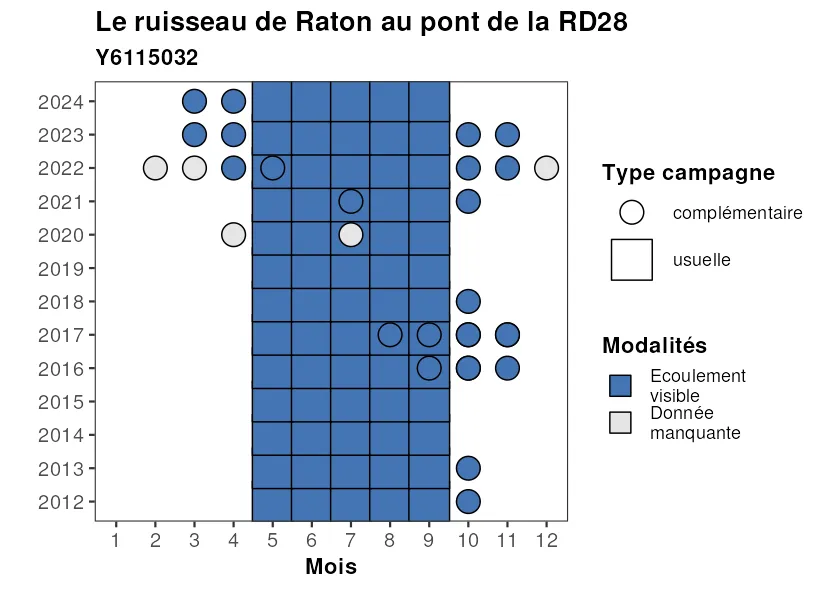 Le ruisseau de Raton au pont de la RD28
Y6115032
2024
2023
2022
2021
2020
2019
2018
2017
2016
2015
2014
2013
2012
1 2 3 4 5 6 7 8 9 10 11 12
Mois
Type campagne
complémentaire
usuelle
Modalités
Ecoulement
visible
Donnée
manquante